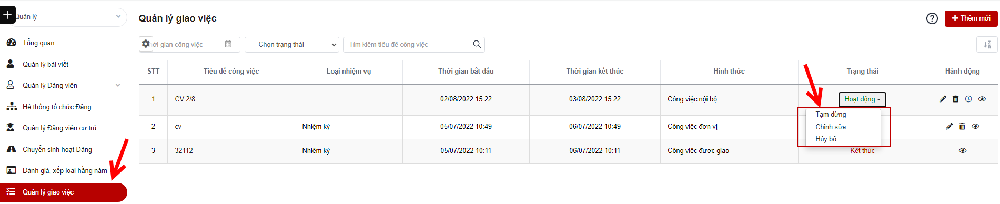 Quản lý
Tổng quan
Quản lý bài viết
Quản lý Đảng viên
Hệ thống tổ chức Đảng
Quản lý Đảng viên cư trú
Chuyển sinh hoạt Đảng
Đánh giá, xếp loại hằng năm
Quản lý giao việc
Quản lý giao việc
Thêm mới
ời gian công việc
-- Chọn trạng thái --
Tìm kiếm tiêu đề công việc
STT Tiêu đề công việc Loại nhiệm vụ Thời gian bắt đầu Thời gian kết thúc Hình thức Trạng thái Hành động
1 CV 2/8 02/08/2022 15:22 03/08/2022 15:22 Công việc nội bộ Hoạt động
Tạm dừng
Chỉnh sửa
Hủy bỏ
2 cv Nhiệm kỳ 05/07/2022 10:49 06/07/2022 10:49 Công việc đơn vị
3 32112 Nhiệm kỳ 05/07/2022 10:11 06/07/2022 10:11 Công việc được giao Kết thúc